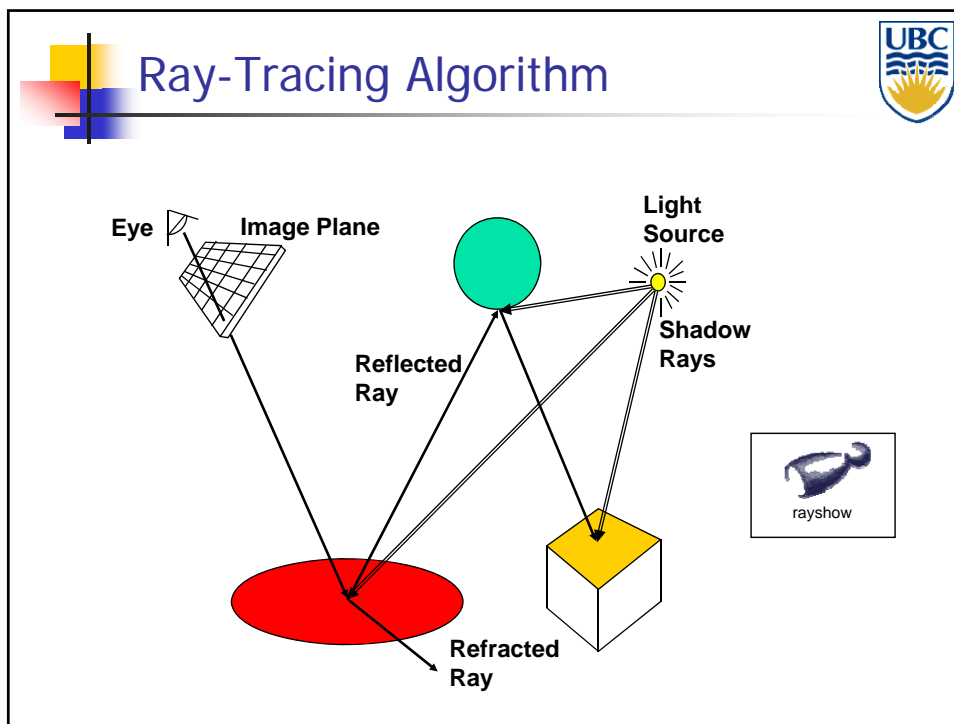 Ray-Tracing Algorithm
UBC
Eye
Image Plane
Light
Source
Shadow
Rays
Reflected
Ray
rayshow
Refracted
Ray